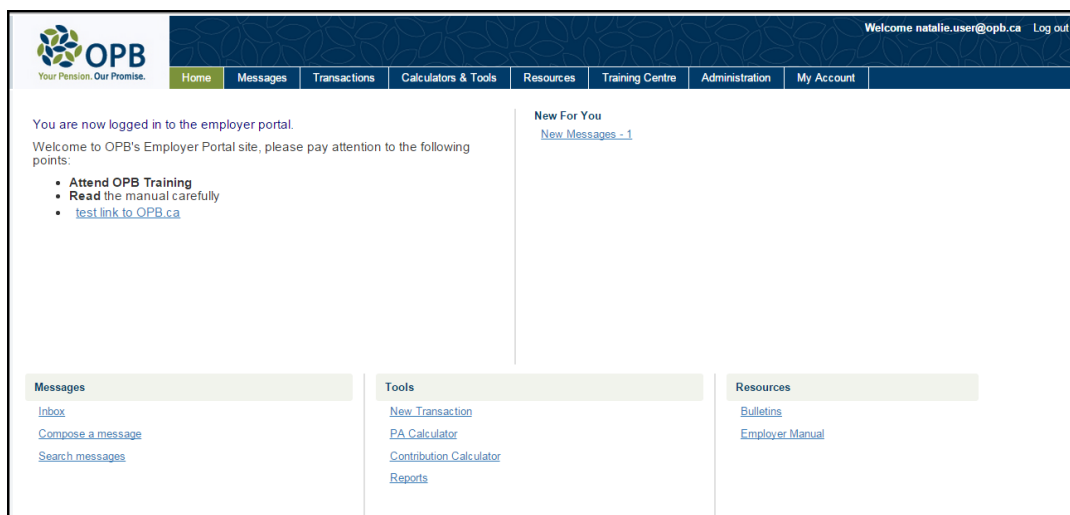 Welcome natalie.user@opb.ca Log out
OPB
Your Pension. Our Promise.
Home Messages Transactions Calculators & Tools Resources Training Centre Administration My Account
You are now logged in to the employer portal.
Welcome to OPB's Employer Portal site, please pay attention to the following
points:
• Attend OPB Training
• Read the manual carefully
• test link to OPB.ca
New For You
New Messages - 1
Messages
Inbox
Compose a message
Search messages
Tools
New Transaction
PA Calculator
Contribution Calculator
Reports
Resources
Bulletins
Employer Manual